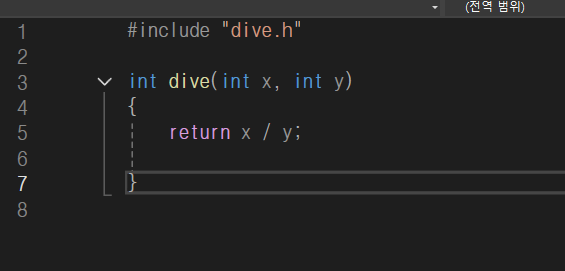 (전역 범위)
1 #include "dive.h"
2
3 int dive(int x, int y)
4 {
5 return x / y;
6
7 }
8